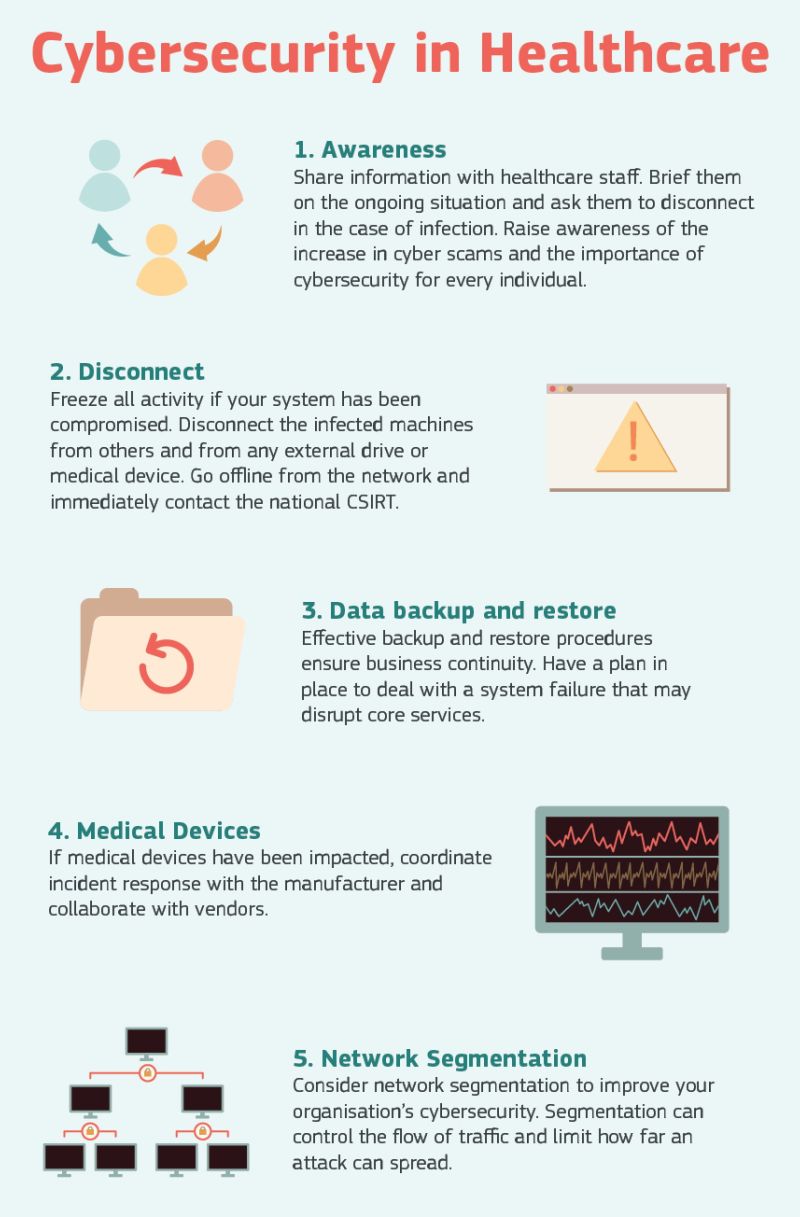 Cybersecurity in Healthcare
1. Awareness
Share information with healthcare staff. Brief them
on the ongoing situation and ask them to disconnect
in the case of infection. Raise awareness of the
increase in cyber scams and the importance of
cybersecurity for every individual.
2. Disconnect
Freeze all activity if your system has been
compromised. Disconnect the infected machines
from others and from any external drive or
medical device. Go offline from the network and
immediately contact the national CSIRT.
3. Data backup and restore
Effective backup and restore procedures
ensure business continuity. Have a plan in
place to deal with a system failure that may
disrupt core services.
4. Medical Devices
If medical devices have been impacted, coordinate
incident response with the manufacturer and
collaborate with vendors.
5. Network Segmentation
Consider network segmentation to improve your
organisation's cybersecurity. Segmentation can
control the flow of traffic and limit how far an
attack can spread.